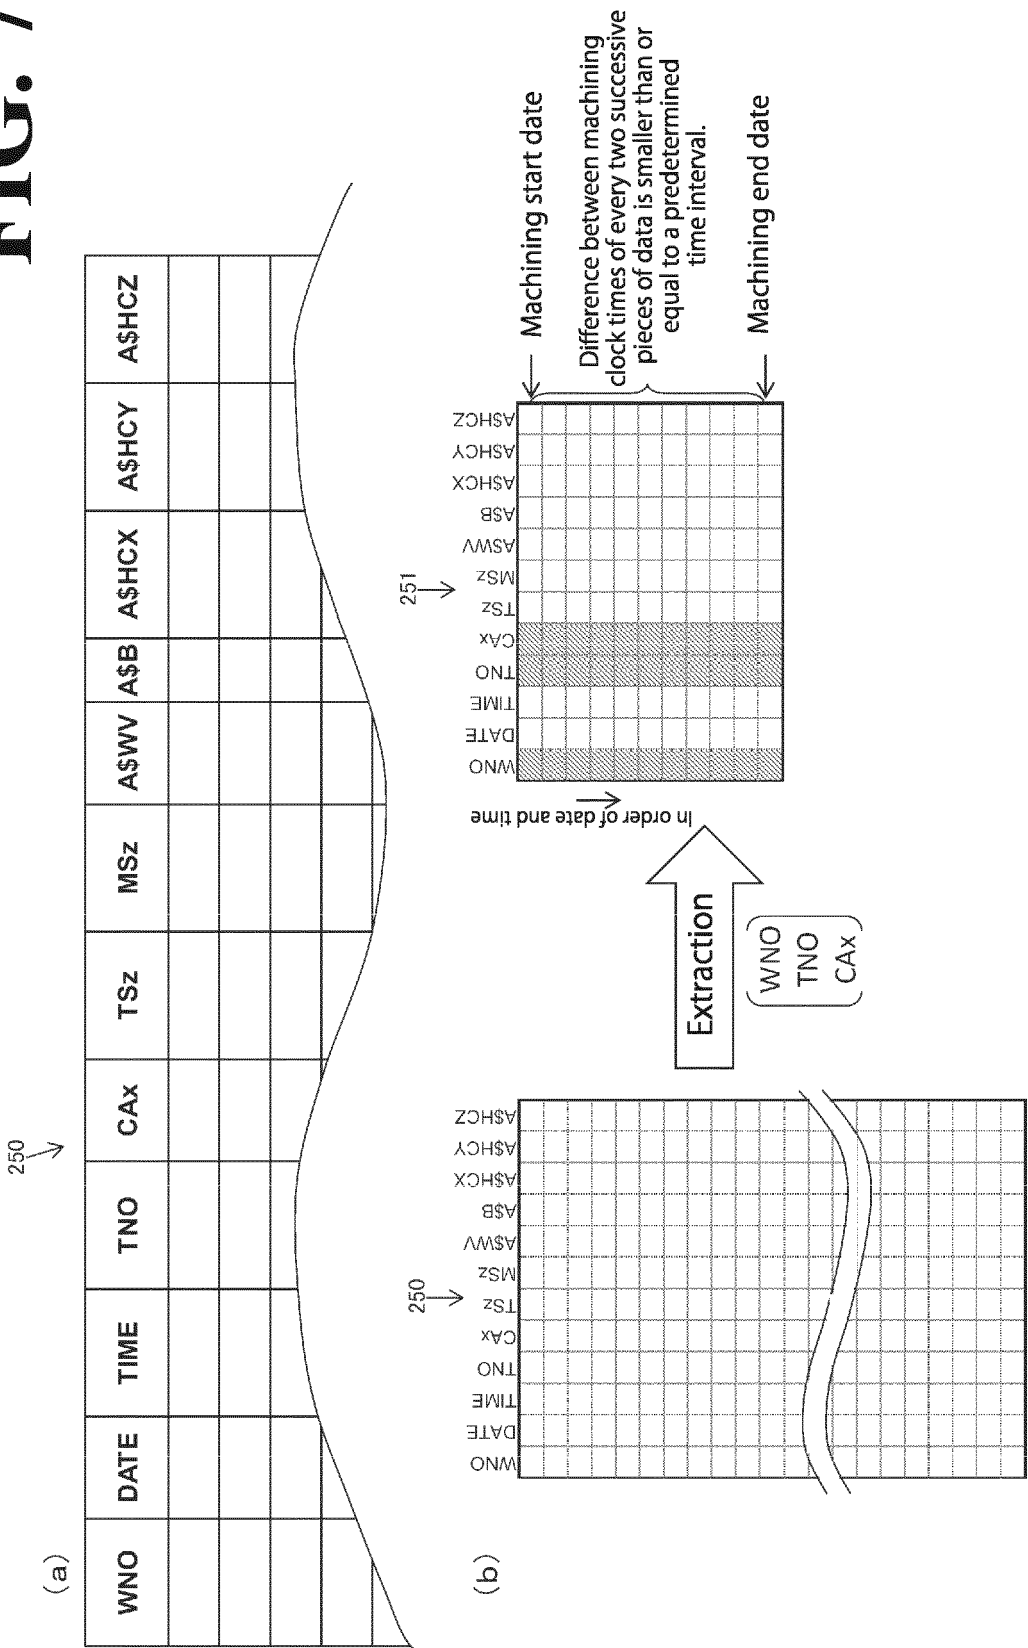 FIG. 7
(a)
250
WNO DATE TIME TNO CAx TSz MSz A$WV A$B A$HCX A$HCY A$HCZ
(b)
250
WNO DATE TIME TNO CAx TSz MSz A$WV A$B A$HCX A$HCY A$HCZ
Extraction
WNO
TNO
CAx
In order of date and time
251
WNO DATE TIME TNO CAx TSz MSz A$WV A$B A$HCX A$HCY A$HCZ
Machining start date
Difference between machining
clock times of every two successive
pieces of data is smaller than or
equal to a predetermined
time interval.
Machining end date